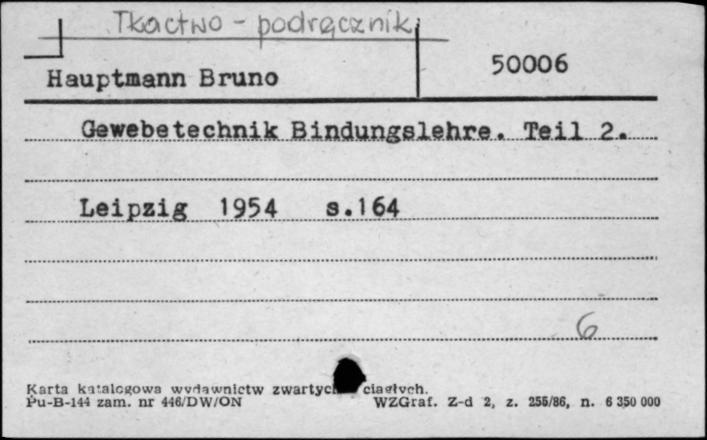 Tkactwo - podręcznik
50006
Hauptmann Bruno
Gewebetechnik Bindungslehre. Teil 2.
Leipzig 1954 s.164
6
Karta katalogowa wydawnictw zwartych ciągłych.
Pu-B-144 zam. nr 446/DW/ON WZGraf. Z-d 2, z. 256/86, n. 6 350 000